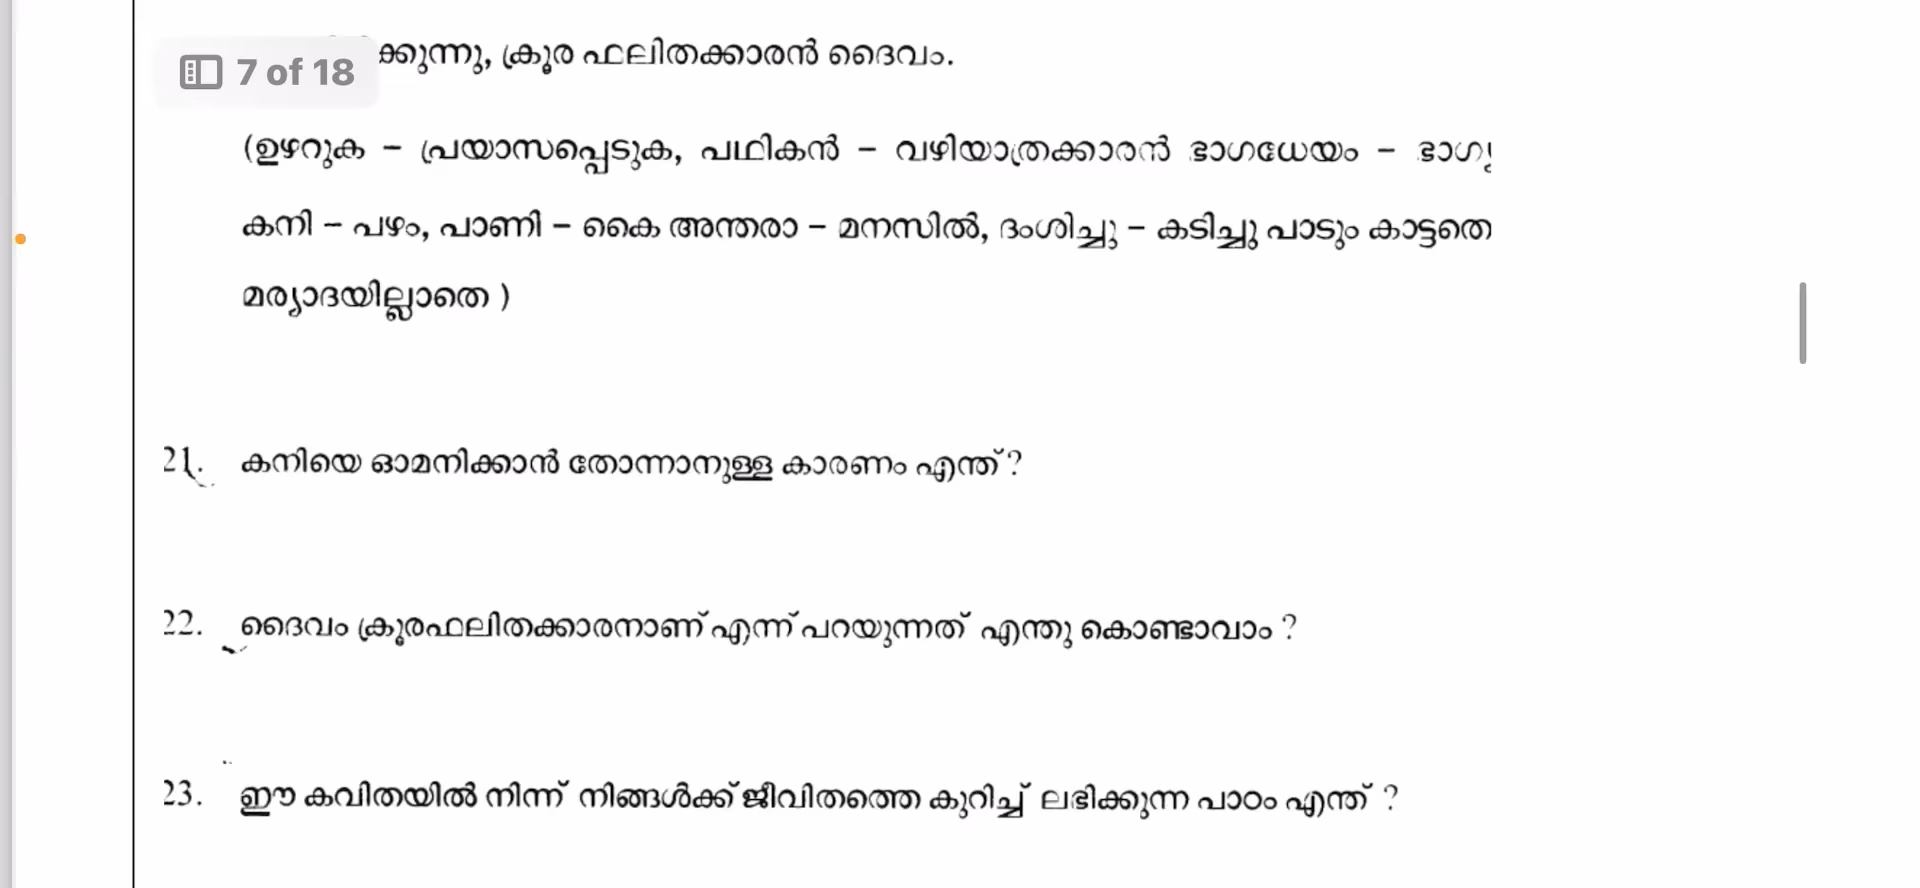 7 of 18
ക്കുന്നു, ക്രൂര ഫലിതക്കാരൻ ദൈവം.
(ഉഴറുക – പ്രയാസപ്പെടുക, പഥികൻ – വഴിയാത്രക്കാരൻ ഭാഗധേയം –
കനി – പഴം, പാണി – കൈ അന്തരാ – മനസിൽ, ദംശിച്ചു – കടിച്ചു പാടും കാട്ടതെ
മര്യാദയില്ലാതെ )
21. കനിയെ ഓമനിക്കാൻ തോന്നാനുള്ള കാരണം എന്ത് ?
22. ദൈവം ക്രൂരഫലിതക്കാരനാണ് എന്ന് പറയുന്നത് എന്തു കൊണ്ടാവാം ?
23. ഈ കവിതയിൽ നിന്ന് നിങ്ങൾക്ക് ജീവിതത്തെ കുറിച്ച് ലഭിക്കുന്ന പാഠം എന്ത് ?